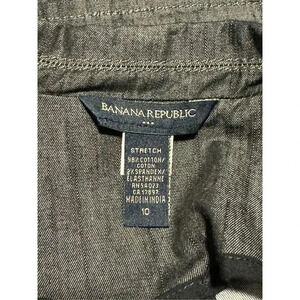 BANANA REPUBLIC
STRETCH
98% COTTON/
COTON
2% SPANDEX/
ELASTHANNE
RN 54023
CA 17897
MADE IN INDIA
10